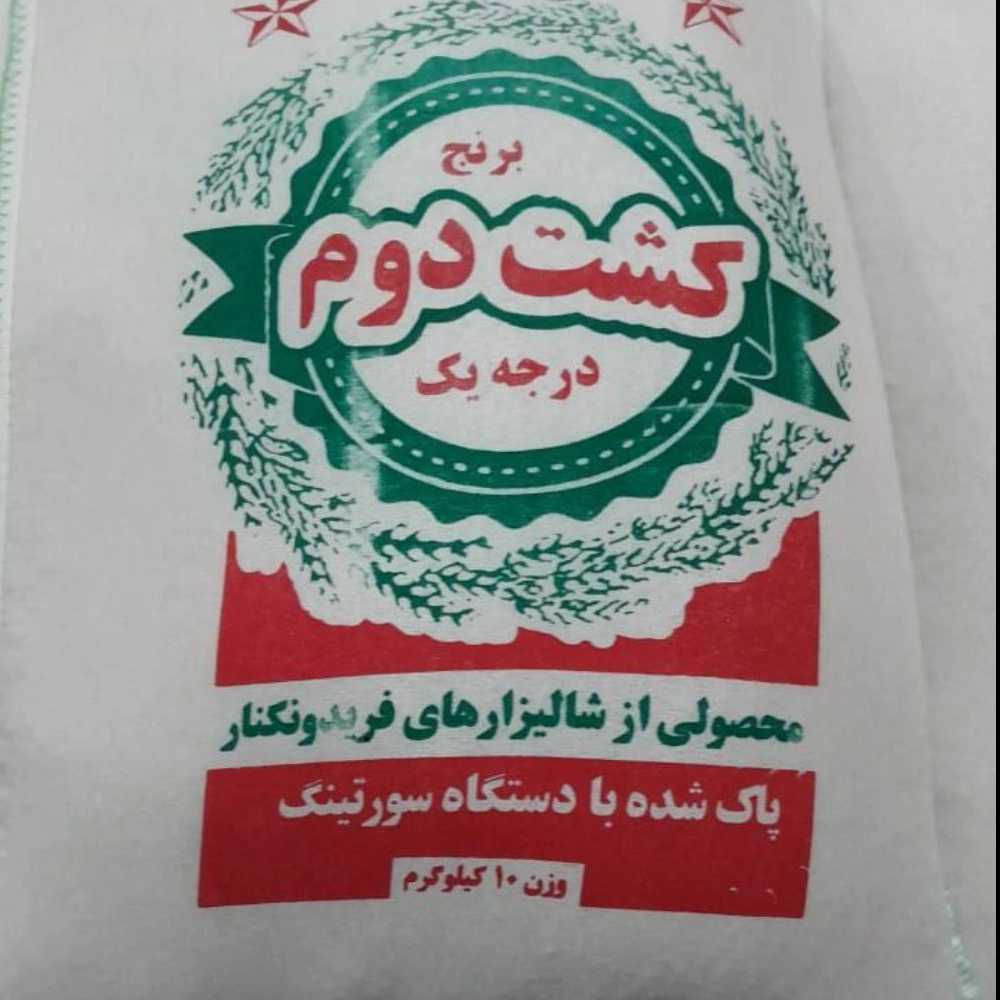 برنج
کشت دوم
درجه یک
محصولی از شالیزارهای فریدونکنار
پاک شده با دستگاه سورتینگ
وزن ۱۰ کیلوگرم